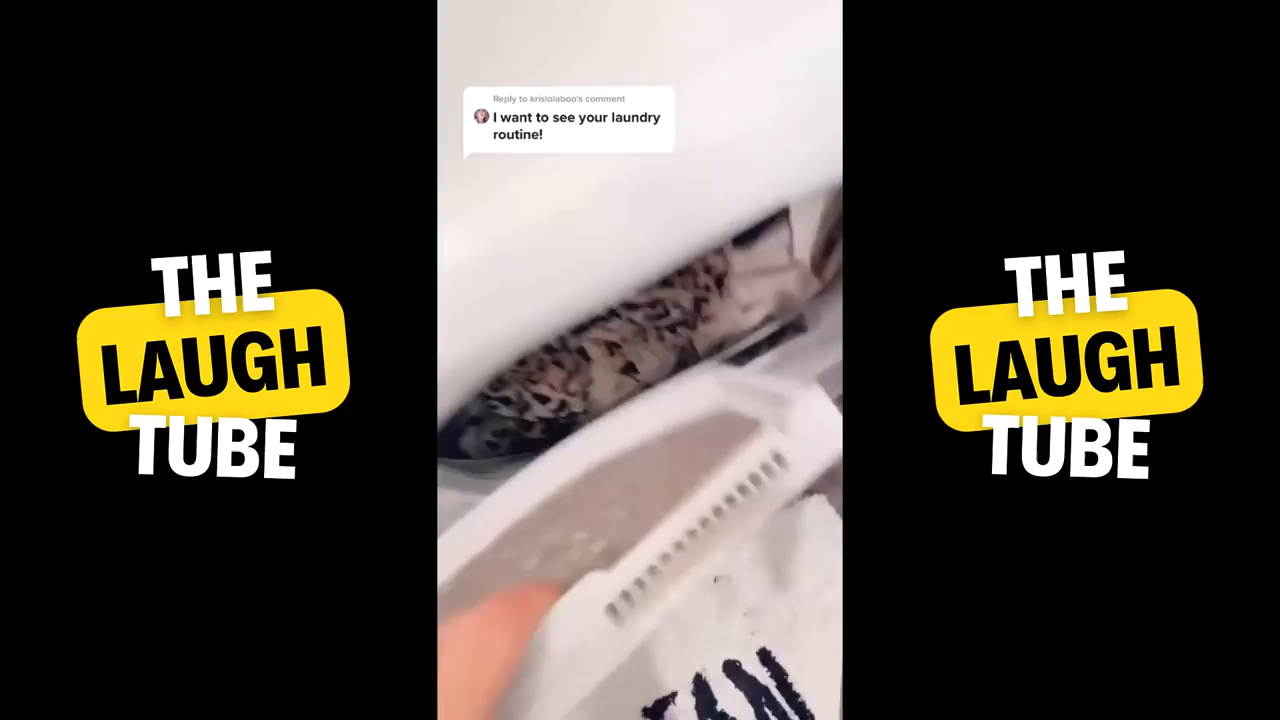 THE
LAUGH
TUBE
Reply to krislolaboo's comment
I want to see your laundry
routine!
THE
LAUGH
TUBE